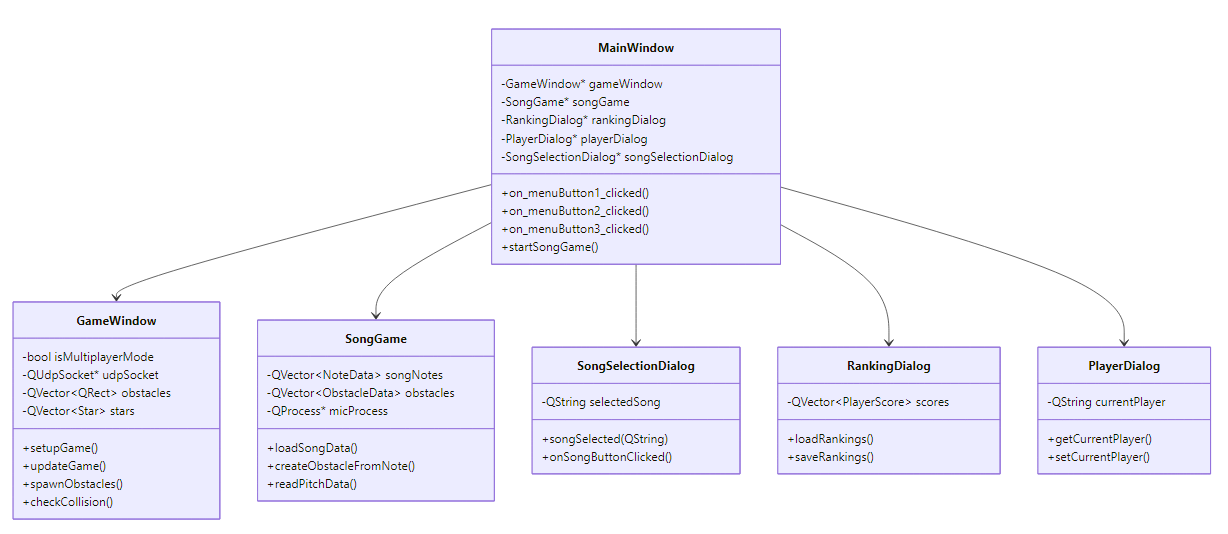 MainWindow
-GameWindow* gameWindow
-SongGame* songGame
-RankingDialog* rankingDialog
-PlayerDialog* playerDialog
-SongSelectionDialog* songSelectionDialog
+on_menuButton1_clicked()
+on_menuButton2_clicked()
+on_menuButton3_clicked()
+startSongGame()
GameWindow
-bool isMultiplayerMode
-QUdpSocket* udpSocket
-QVector<QRect> obstacles
-QVector<Star> stars
+setupGame()
+updateGame()
+spawnObstacles()
+checkCollision()
SongGame
-QVector<NoteData> songNotes
-QVector<ObstacleData> obstacles
-QProcess* micProcess
+loadSongData()
+createObstacleFromNote()
+readPitchData()
SongSelectionDialog
-QString selectedSong
+songSelected(QString)
+onSongButtonClicked()
RankingDialog
-QVector<PlayerScore> scores
+loadRankings()
+saveRankings()
PlayerDialog
-QString currentPlayer
+getCurrentPlayer()
+setCurrentPlayer()